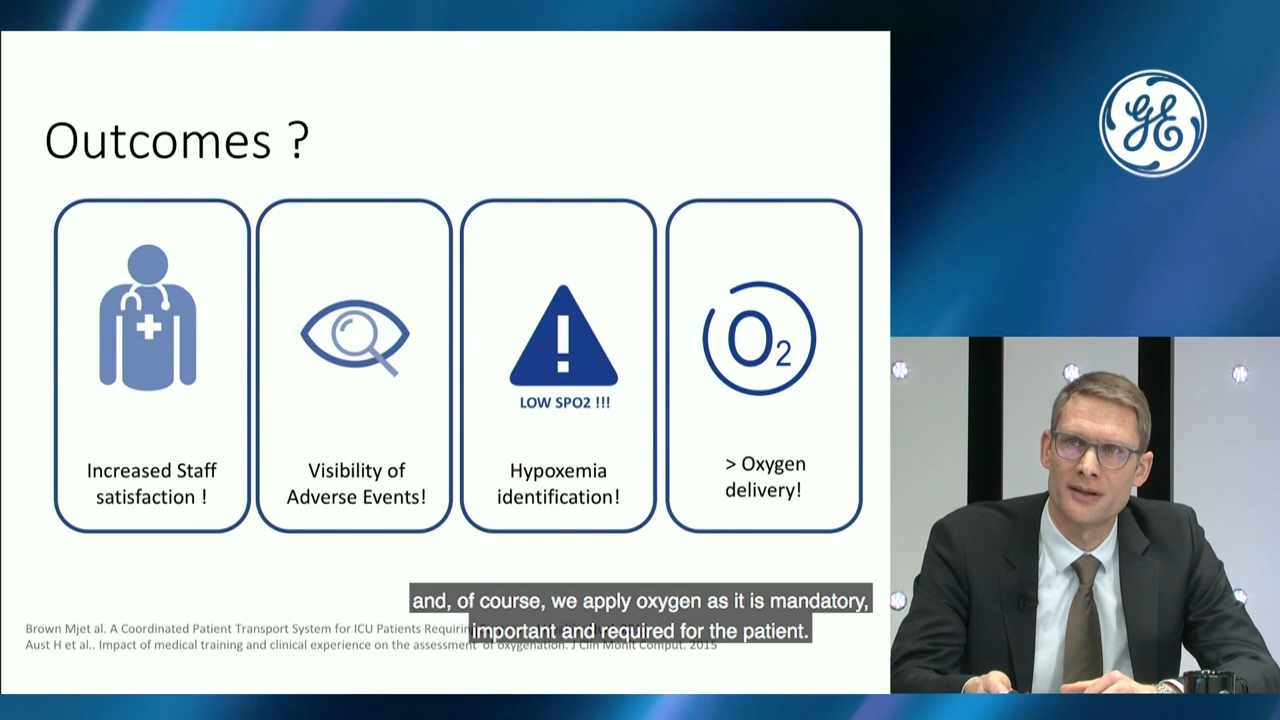 Outcomes ?
GE
O2
LOW SPO2 !!!
Increased Staff
satisfaction !
Visibility of
Adverse Events!
Hypoxemia
identification!
> Oxygen
delivery!
and, of course, we apply oxygen as it is mandatory,
important and required for the patient.
Brown Mjet al. A Coordinated Patient Transport System for ICU Patients
Aust H et al.. Impact of medical training and clinical experience on the assessment of oxygenation. J Clin Monit Comput. 2015